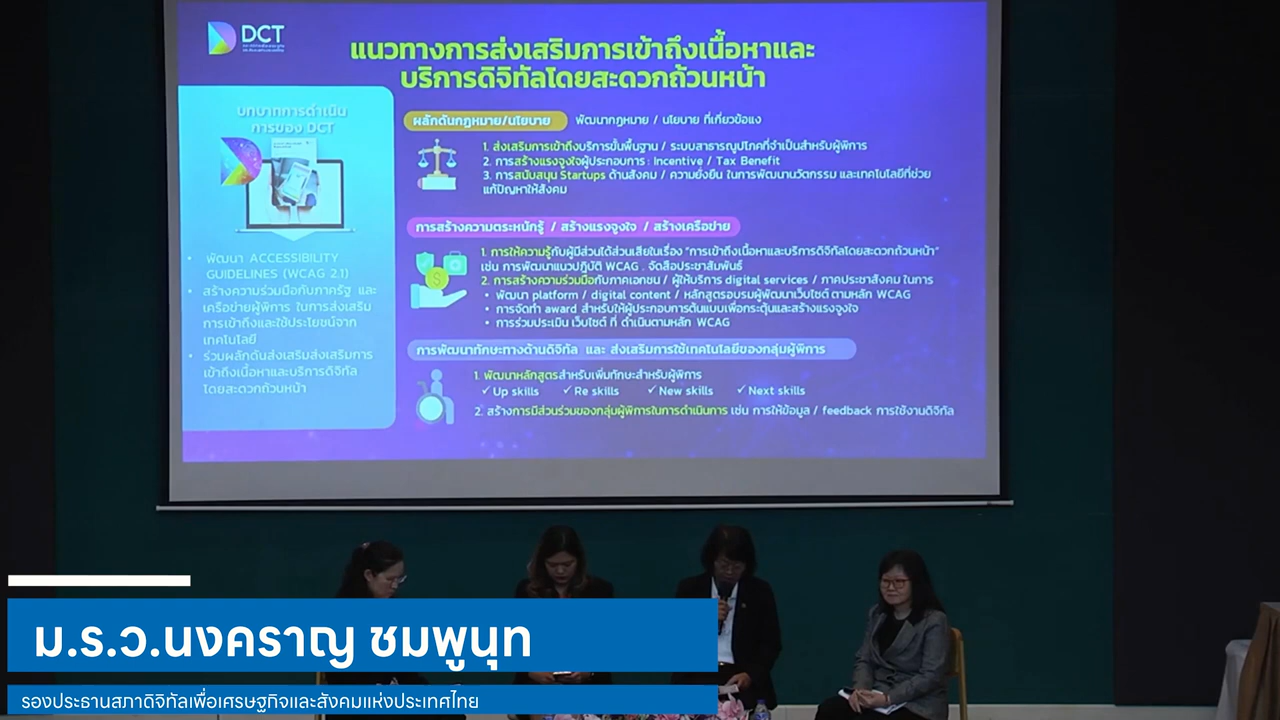 DCT
แนวทางการส่งเสริมการเข้าถึงเนื้อหาและ
บริการดิจิทัลโดยสะดวกถ้วนหน้า
บทบาทการดำเนิน
การของ DCT
• พัฒนา ACCESSIBILITY
GUIDELINES (WCAG 2.1)
• สร้างความร่วมมือกับภาครัฐ และ
เครือข่ายผู้พิการ ในการส่งเสริม
การเข้าถึงและใช้ประโยชน์จาก
เทคโนโลยี
• ร่วมผลักดันส่งเสริมส่งเสริมการ
เข้าถึงเนื้อหาและบริการดิจิทัล
โดยสะดวกถ้วนหน้า
ผลักดันกฎหมาย/นโยบาย พัฒนากฎหมาย / นโยบาย ที่เกี่ยวข้อแง
1. ส่งเสริมการเข้าถึงบริการขั้นพื้นฐาน / ระบบสาธารณูปโภคที่จำเป็นสำหรับผู้พิการ
2. การสร้างแรงจูงใจผู้ประกอบการ : Incentive / Tax Benefit
3. การสนับสนุน Startups ด้านสังคม / ความยั่งยืน ในการพัฒนานวัตกรรม และเทคโนโลยีที่ช่วย
แก้ปัญหาให้สังคม
การสร้างความตระหนักรู้ / สร้างแรงจูงใจ / สร้างเครือข่าย
1. การให้ความรู้กับผู้มีส่วนได้ส่วนเสียในเรื่อง “การเข้าถึงเนื้อหาและบริการดิจิทัลโดยสะดวกถ้วนหน้า”
เช่น การพัฒนาแนวปฏิบัติ WCAG . จัดสื่อประชาสัมพันธ์
2. การสร้างความร่วมมือกับภาคเอกชน / ผู้ให้บริการ digital services / ภาคประชาสังคม ในการ
• พัฒนา platform / digital content / หลักสูตรอบรมผู้พัฒนาเว็บไซต์ ตามหลัก WCAG
• การจัดทำ award สำหรับให้ผู้ประกอบการต้นแบบเพื่อกระตุ้นและสร้างแรงจูงใจ
• การร่วมประเมิน เว็บไซต์ ที่ ดำเนินตามหลัก WCAG
การพัฒนาทักษะทางด้านดิจิทัล และ ส่งเสริมการใช้เทคโนโลยีของกลุ่มผู้พิการ
1. พัฒนาหลักสูตรสำหรับเพิ่มทักษะสำหรับผู้พิการ
✓ Up skills ✓ Re skills ✓ New skills ✓ Next skills
2. สร้างการมีส่วนร่วมของกลุ่มผู้พิการในการดำเนินการ เช่น การให้ข้อมูล / feedback การใช้งานดิจิทัล
ม.ร.ว.นงคราญ ชมพูนุท
รองประธานสภาดิจิทัลเพื่อเศรษฐกิจและสังคมแห่งประเทศไทย